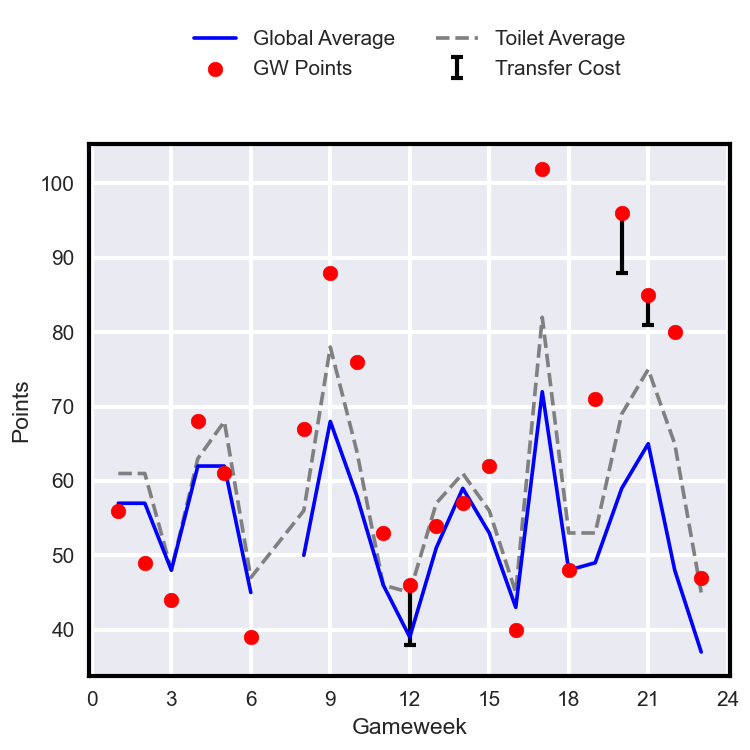 Global Average
Toilet Average
GW Points
Transfer Cost
Points
100
90
80
70
60
50
40
0 3 6 9 12 15 18 21 24
Gameweek